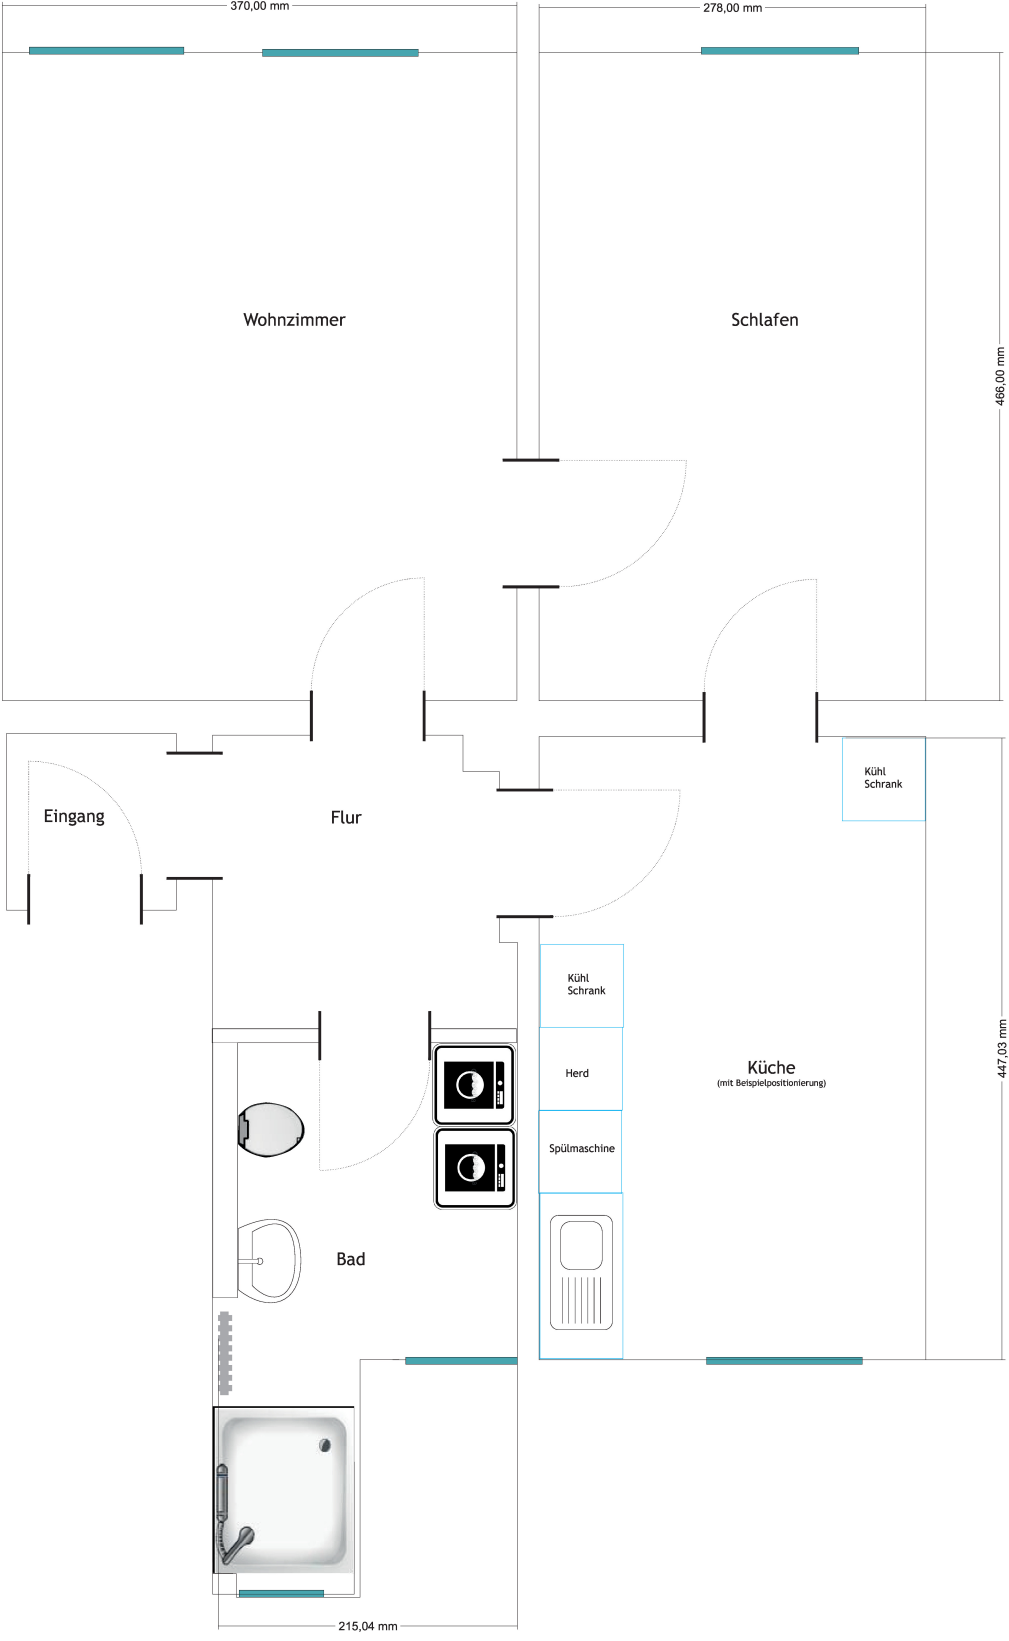 370,00 mm
278,00 mm
Wohnzimmer
Schlafen
466,00 mm
Kühl
Schrank
Eingang
Flur
Kühl
Schrank
Herd
Küche
(mit Beispielpositionierung)
447,03 mm
Spülmaschine
Bad
215,04 mm